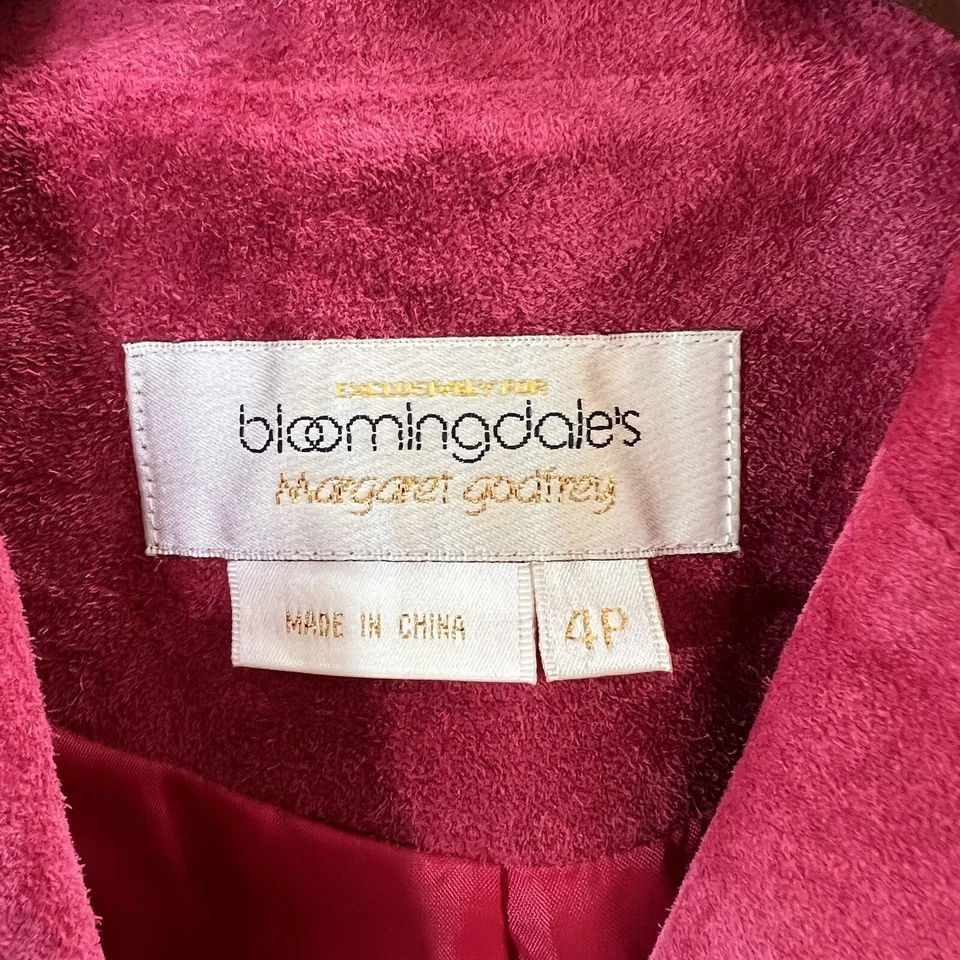 EXCLUSIVELY FOR
bloomingdale's
Margaret godfrey
MADE IN CHINA
4P